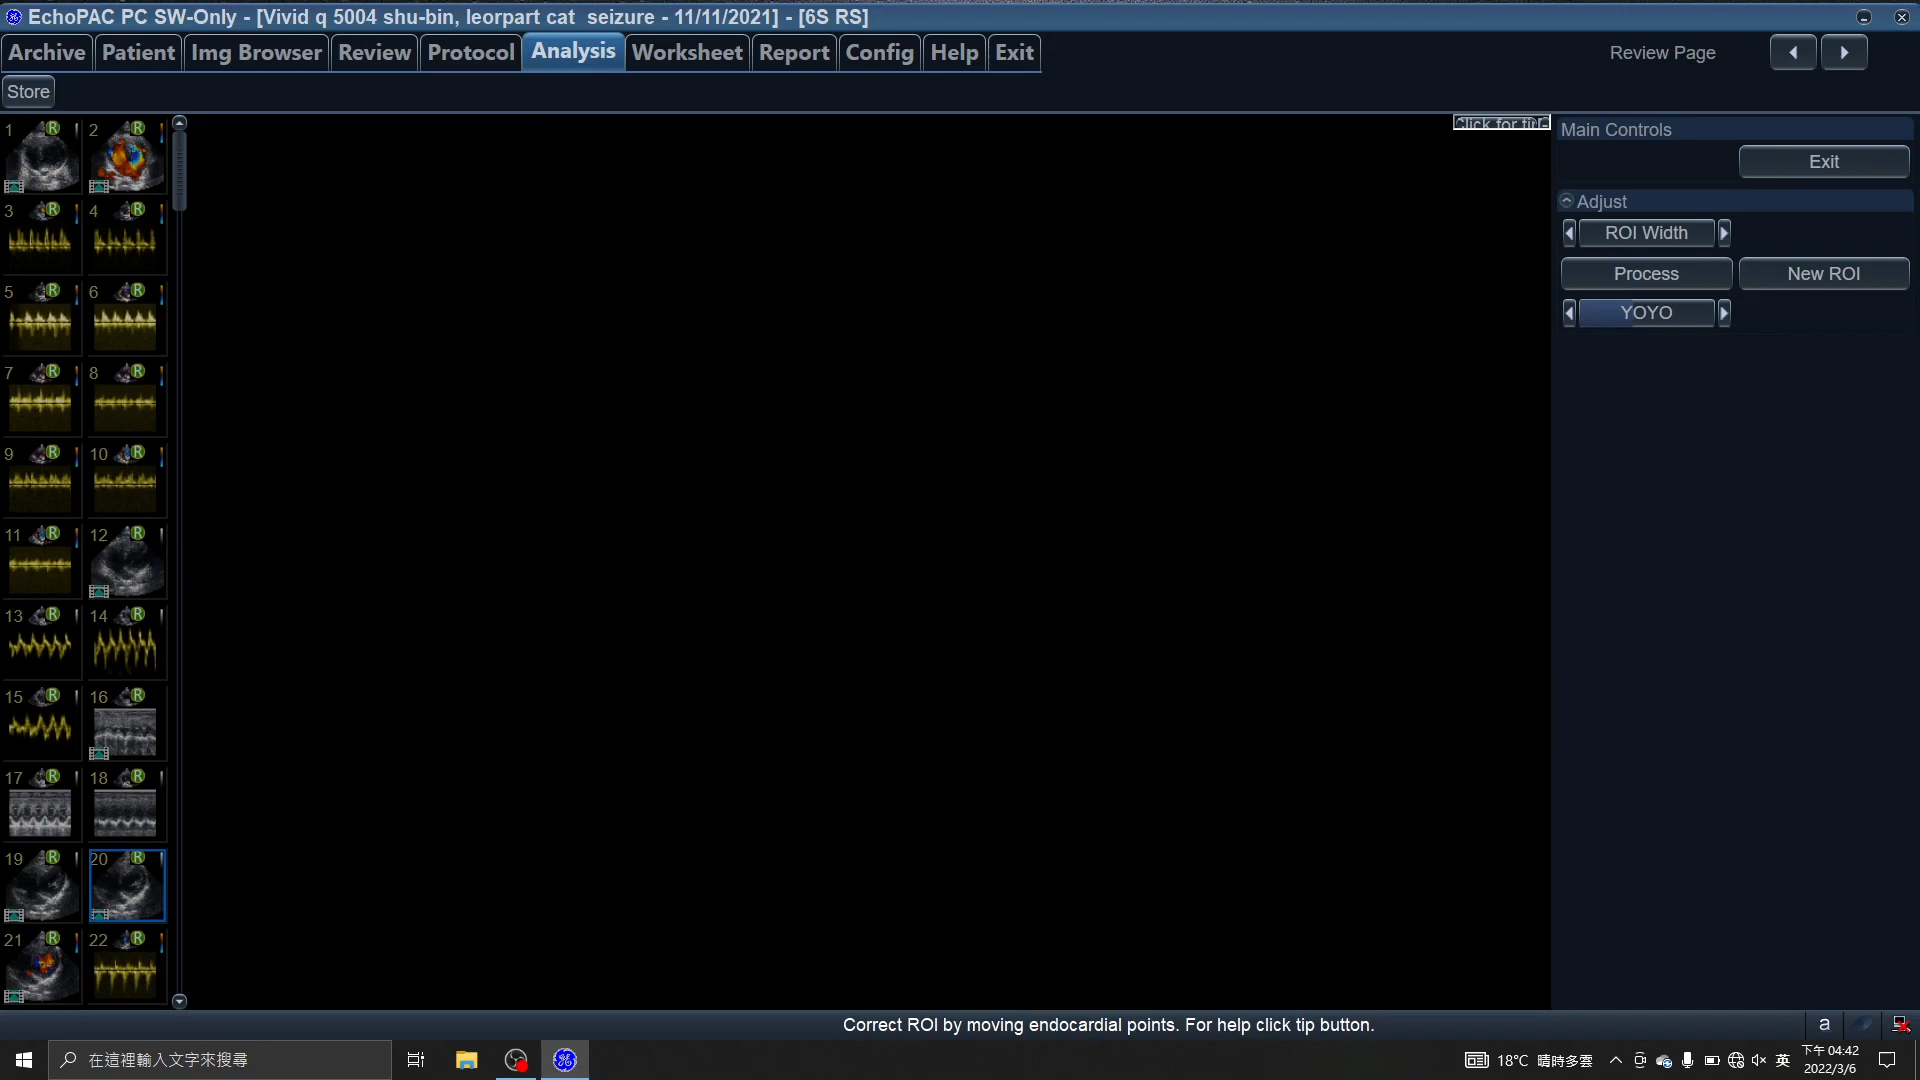 EchoPAC PC SW-Only - [Vivid q 5004 shu-bin, leorpart cat  seizure - 11/11/2021] - [6S RS]
Archive Patient Img Browser Review Protocol Analysis Worksheet Report Config Help Exit
Review Page
Store
Main Controls
Exit
Adjust
ROI Width
Process New ROI
YOYO
1 R 2 R
3 R 4 R
5 R 6 R
7 R 8 R
9 R 10 R
11 R 12 R
13 R 14 R
15 R 16 R
17 R 18 R
19 R 20 R
21 R 22 R
Correct ROI by moving endocardial points. For help click tip button.
a
在這裡輸入文字來搜尋
18°C 晴時多雲
英
下午 04:42
2022/3/6